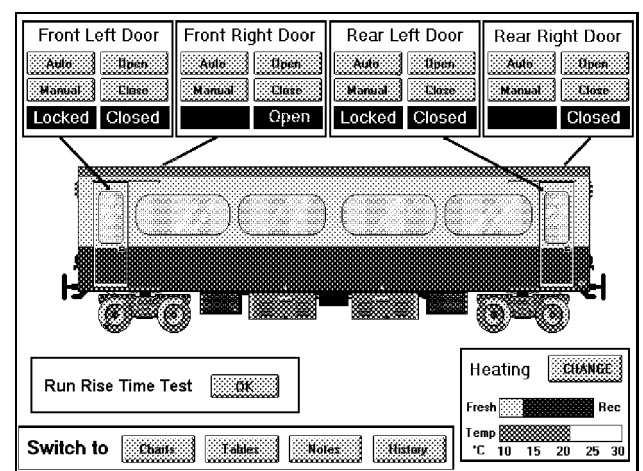 Front Left Door Front Right Door Rear Left Door Rear Right Door
Auto Open Auto Open Auto Open Auto Open
Manual Close Manual Close Manual Close Manual Close
Locked Closed Open Locked Closed Closed
Run Rise Time Test OK
Heating CHANGE
Fresh Rec
Temp
°C 10 15 20 25 30
Switch to Charts Tables Notes History